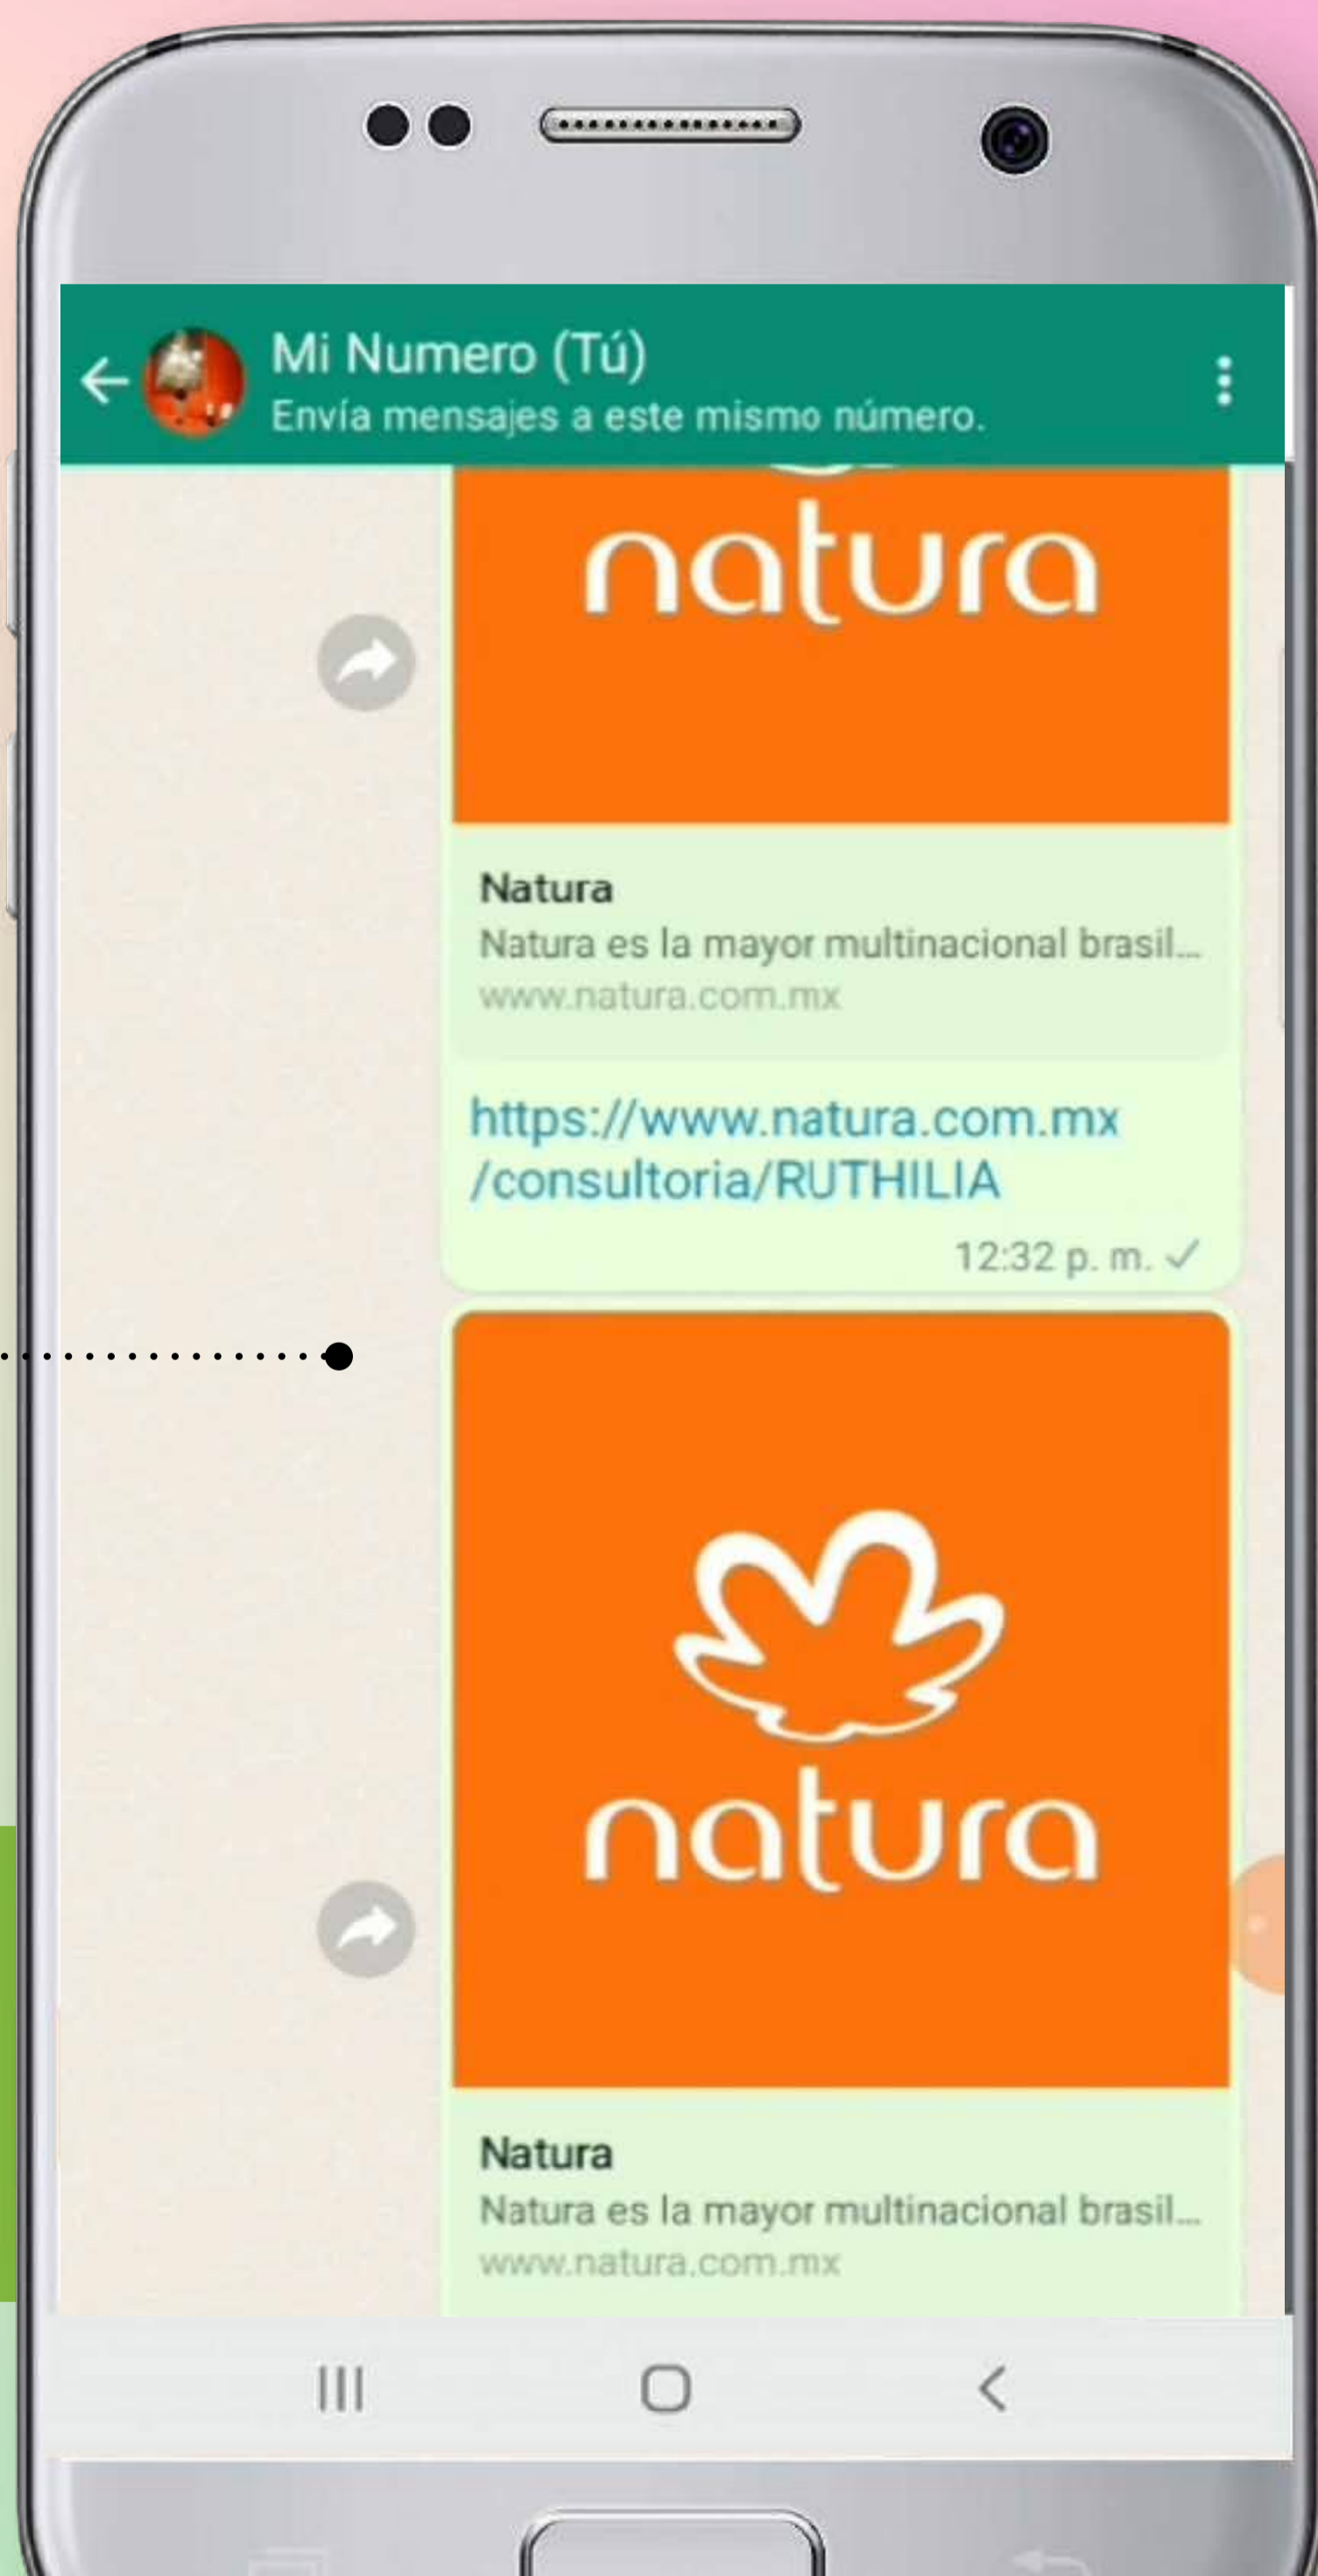 Mi Numero (Tú)
Envía mensajes a este mismo número.
natura
Natura
Natura es la mayor multinacional brasil...
www.natura.com.mx
https://www.natura.com.mx
/consultoria/RUTHILIA
12:32 p. m.
natura
Natura
Natura es la mayor multinacional brasil...
www.natura.com.mx